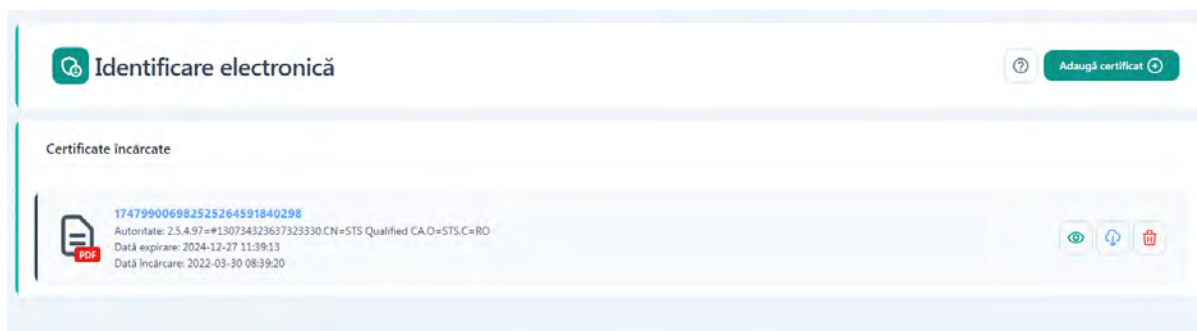 Identificare electronică
Adaugă certificat
Certificate încărcate
174799006982525264591840298
Autoritate: 2.5.4.97=#130734323637323330.CN=STS Qualified CA.O=STS.C=RO
Dată expirare: 2024-12-27 11:39:13
Dată încărcare: 2022-03-30 08:39:20
PDF